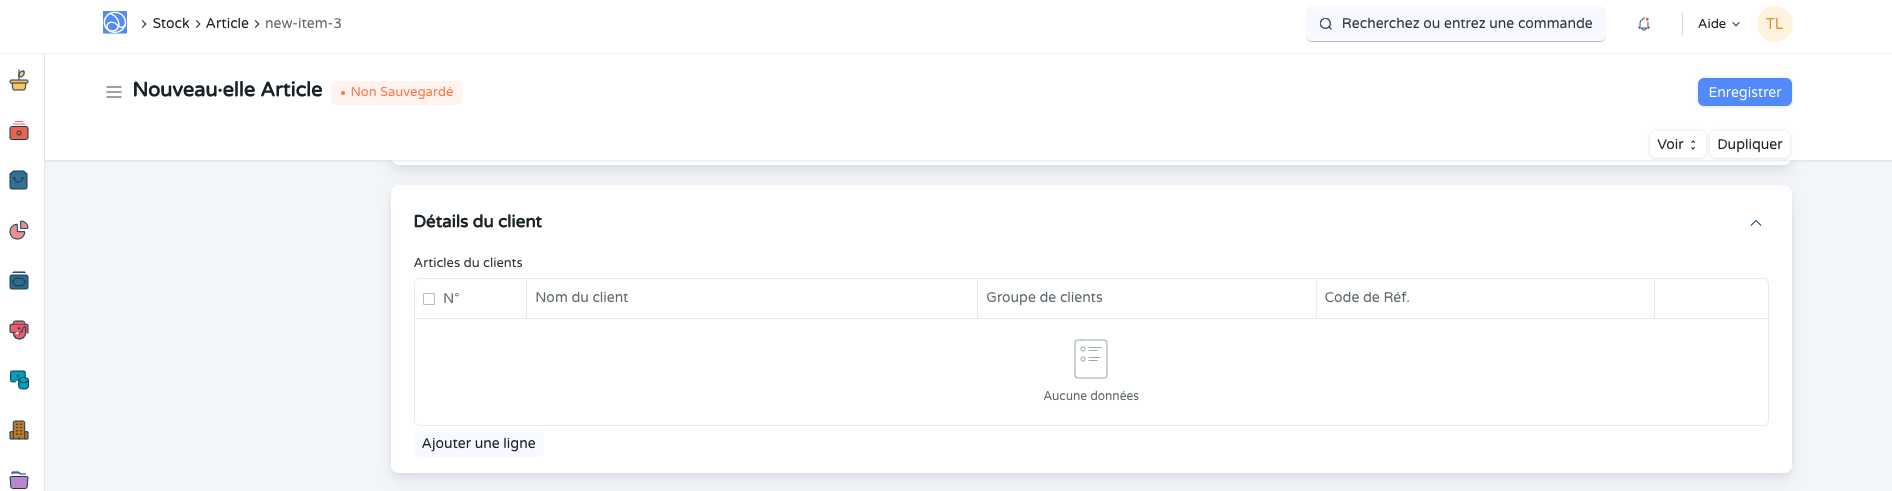 Stock Article new-item-3
Recherchez ou entrez une commande
Aide
TL
Nouveau·elle Article
Non Sauvegardé
Enregistrer
Voir
Dupliquer
Détails du client
Articles du clients
N° Nom du client Groupe de clients Code de Réf.
Aucune données
Ajouter une ligne